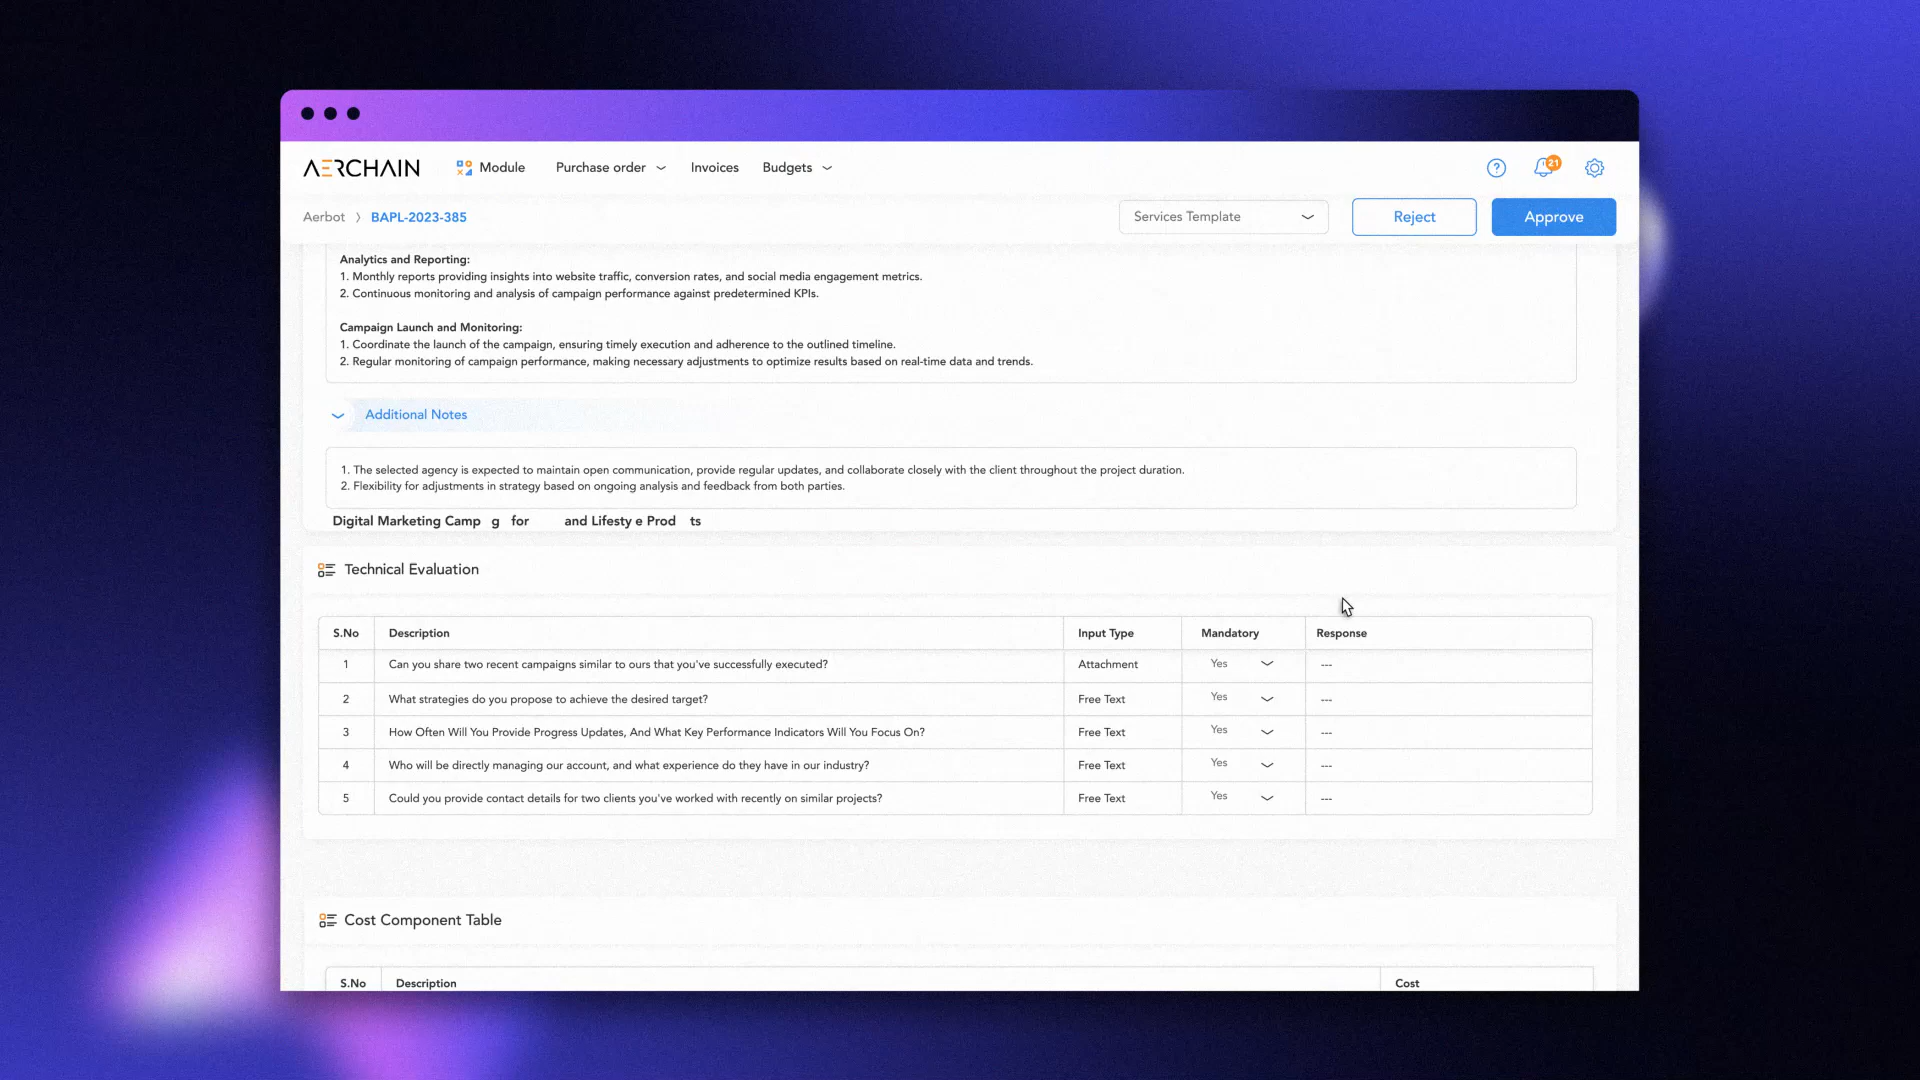 AERCHAIN
Module
Purchase order
Invoices
Budgets
21
Aerbot
BAPL-2023-385
Services Template
Reject
Approve
Analytics and Reporting:
1. Monthly reports providing insights into website traffic, conversion rates, and social media engagement metrics.
2. Continuous monitoring and analysis of campaign performance against predetermined KPIs.
Campaign Launch and Monitoring:
1. Coordinate the launch of the campaign, ensuring timely execution and adherence to the outlined timeline.
2. Regular monitoring of campaign performance, making necessary adjustments to optimize results based on real-time data and trends.
Additional Notes
1. The selected agency is expected to maintain open communication, provide regular updates, and collaborate closely with the client throughout the project duration.
2. Flexibility for adjustments in strategy based on ongoing analysis and feedback from both parties.
Digital Marketing Camp g for and Lifesty e Prod ts
Technical Evaluation
S.No Description Input Type Mandatory Response
1 Can you share two recent campaigns similar to ours that you've successfully executed? Attachment Yes ---
2 What strategies do you propose to achieve the desired target? Free Text Yes ---
3 How Often Will You Provide Progress Updates, And What Key Performance Indicators Will You Focus On? Free Text Yes ---
4 Who will be directly managing our account, and what experience do they have in our industry? Free Text Yes ---
5 Could you provide contact details for two clients you've worked with recently on similar projects? Free Text Yes ---
Cost Component Table
S.No Description Cost